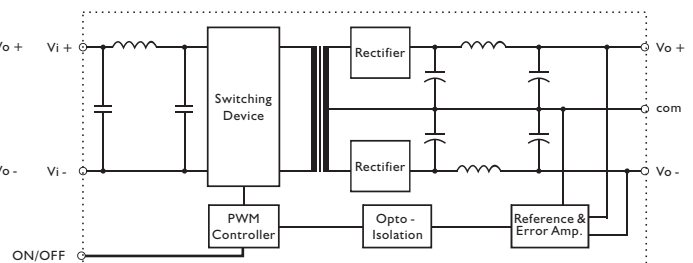 Vo + Vi + Rectifier Vo +
Switching
Device
com
Vo - Vi - Rectifier Vo -
PWM
Controller
Opto -
Isolation
Reference &
Error Amp.
ON/OFF